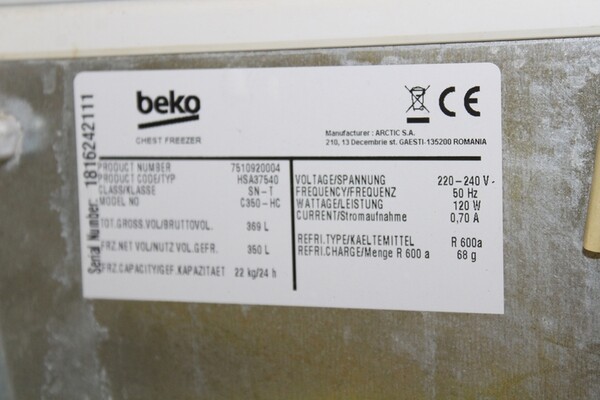 beko
CHEST FREEZER
CE
Manufacturer : ARCTIC S.A.
210, 13 Decembrie st. GAESTI-135200 ROMANIA
Serial Number: 1816242111
PRODUCT NUMBER 7510920004
PRODUCT CODE/TYP HSA37540
CLASS/KLASSE SN-T
MODEL NO C350-HC
TOT.GROSS.VOL/BRUTTOVOL. 369 L
FRZ.NET VOL/NUTZ VOL.GEFR. 350 L
FRZ.CAPACITY/GEF.KAPAZITAET 22 kg/24 h
VOLTAGE/SPANNUNG 220-240 V~
FREQUENCY/FREQUENZ 50 Hz
WATTAGE/LEISTUNG 120 W
CURRENT/Stromaufnahme 0,70 A
REFRI.TYPE/KAELTEMITTEL R 600a
REFRI.CHARGE/Menge R 600 a 68 g